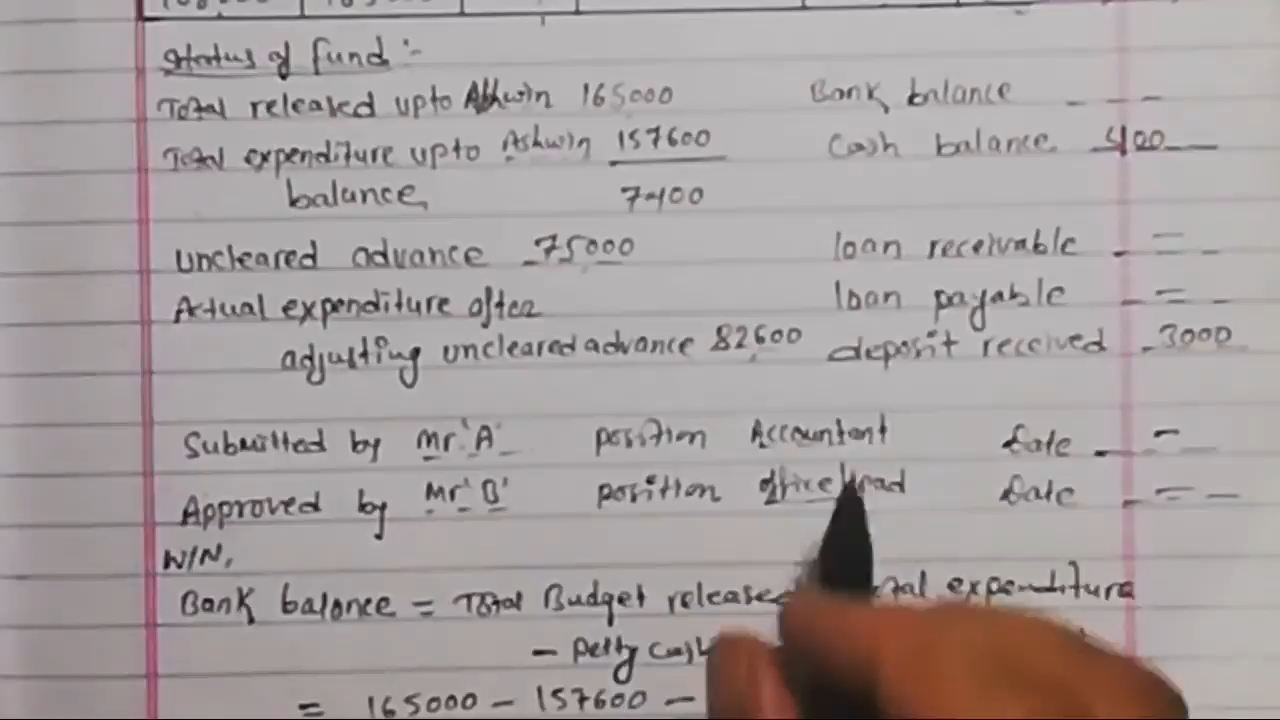 Status of fund :-
Total released upto Ashwin 165000 Bank balance - - -
Total expenditure upto Ashwin 157600 Cash balance 400
balance 7400
Uncleared advance 75000 loan receivable - = -
Actual expenditure after loan payable - = -
adjusting uncleared advance 82600 deposit received 3000
Submitted by Mr 'A' position Accountant Date - - -
Approved by Mr 'B' position office Head Date - = -
W/N,
Bank balance = Total Budget released expenditure
- petty cash
= 165000 - 157600 -